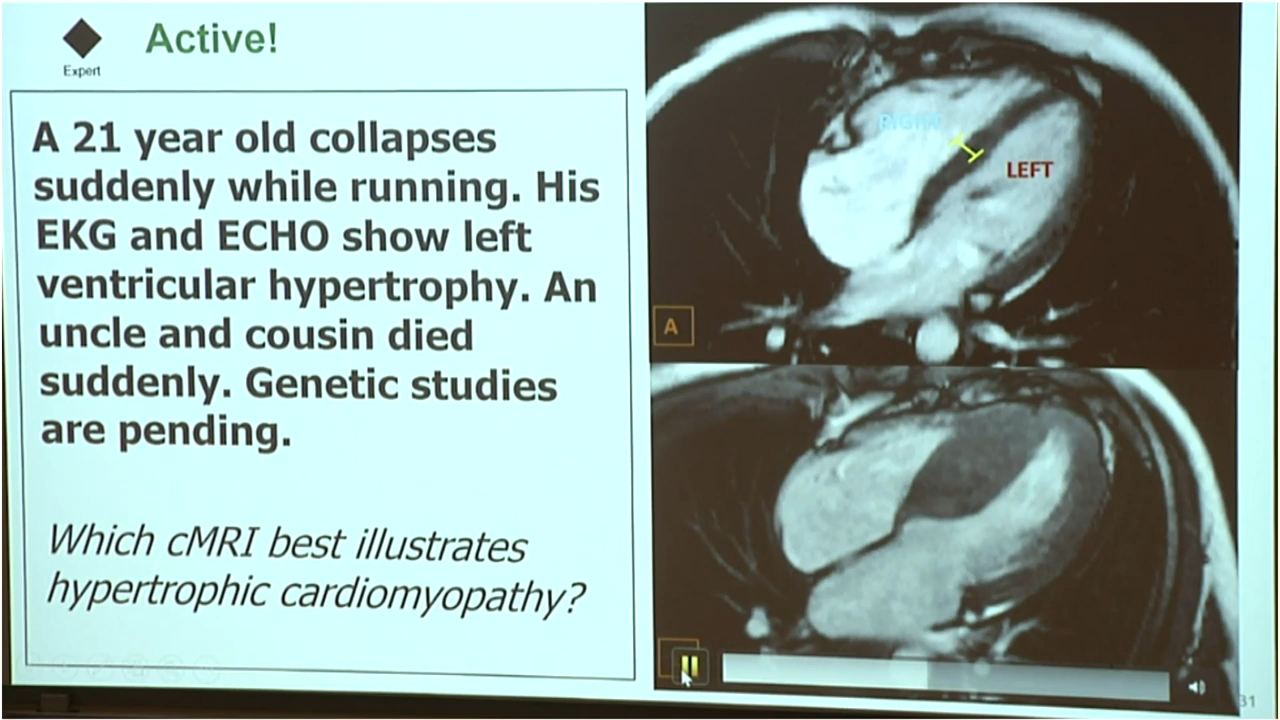 Active!
Expert
A 21 year old collapses
suddenly while running. His
EKG and ECHO show left
ventricular hypertrophy. An
uncle and cousin died
suddenly. Genetic studies
are pending.
Which cMRI best illustrates
hypertrophic cardiomyopathy?
RIGHT
LEFT
A
31